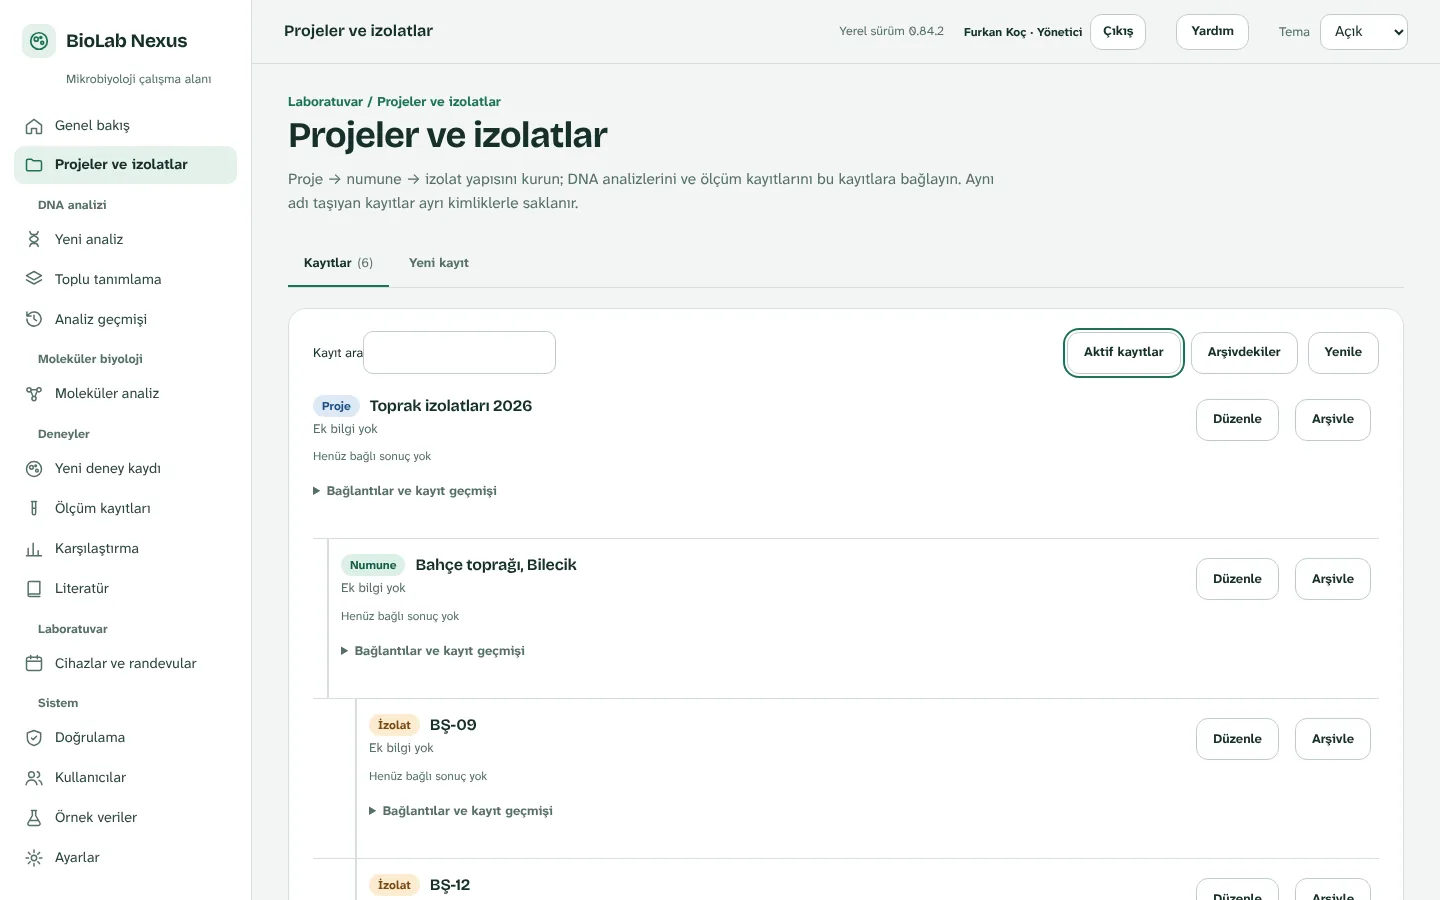 BioLab Nexus
Mikrobiyoloji çalışma alanı
Genel bakış
Projeler ve izolatlar
DNA analizi
Yeni analiz
Toplu tanımlama
Analiz geçmişi
Moleküler biyoloji
Moleküler analiz
Deneyler
Yeni deney kaydı
Ölçüm kayıtları
Karşılaştırma
Literatür
Laboratuvar
Cihazlar ve randevular
Sistem
Doğrulama
Kullanıcılar
Örnek veriler
Ayarlar
Projeler ve izolatlar
Yerel sürüm 0.84.2
Furkan Koç · Yönetici
Çıkış
Yardım
Tema
Açık
Laboratuvar / Projeler ve izolatlar
Projeler ve izolatlar
Proje → numune → izolat yapısını kurun; DNA analizlerini ve ölçüm kayıtlarını bu kayıtlara bağlayın. Aynı
adı taşıyan kayıtlar ayrı kimliklerle saklanır.
Kayıtlar (6)
Yeni kayıt
Kayıt ara
Aktif kayıtlar
Arşivdekiler
Yenile
Proje Toprak izolatları 2026
Ek bilgi yok
Henüz bağlı sonuç yok
Bağlantılar ve kayıt geçmişi
Düzenle
Arşivle
Numune Bahçe toprağı, Bilecik
Ek bilgi yok
Henüz bağlı sonuç yok
Bağlantılar ve kayıt geçmişi
Düzenle
Arşivle
İzolat BŞ-09
Ek bilgi yok
Henüz bağlı sonuç yok
Bağlantılar ve kayıt geçmişi
Düzenle
Arşivle
İzolat BŞ-12
Düzenle
Arşivle